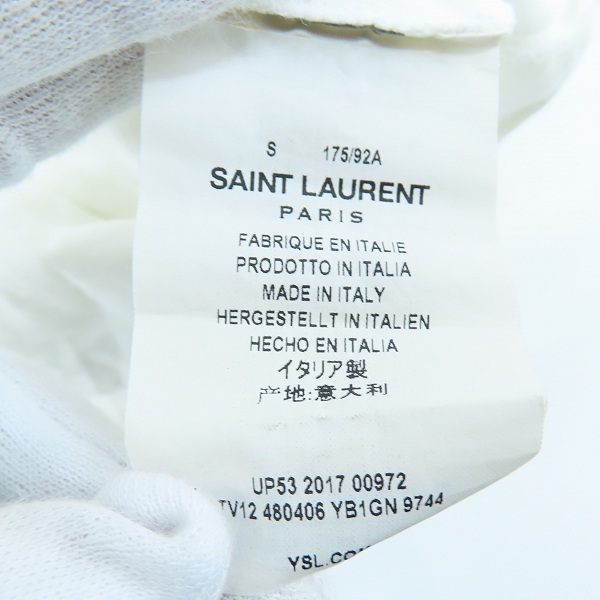 S 175/92A
SAINT LAURENT
PARIS
FABRIQUE EN ITALIE
PRODOTTO IN ITALIA
MADE IN ITALY
HERGESTELLT IN ITALIEN
HECHO EN ITALIA
イタリア製
产地:意大利
UP53 2017 00972
TV12 480406 YB1GN 9744